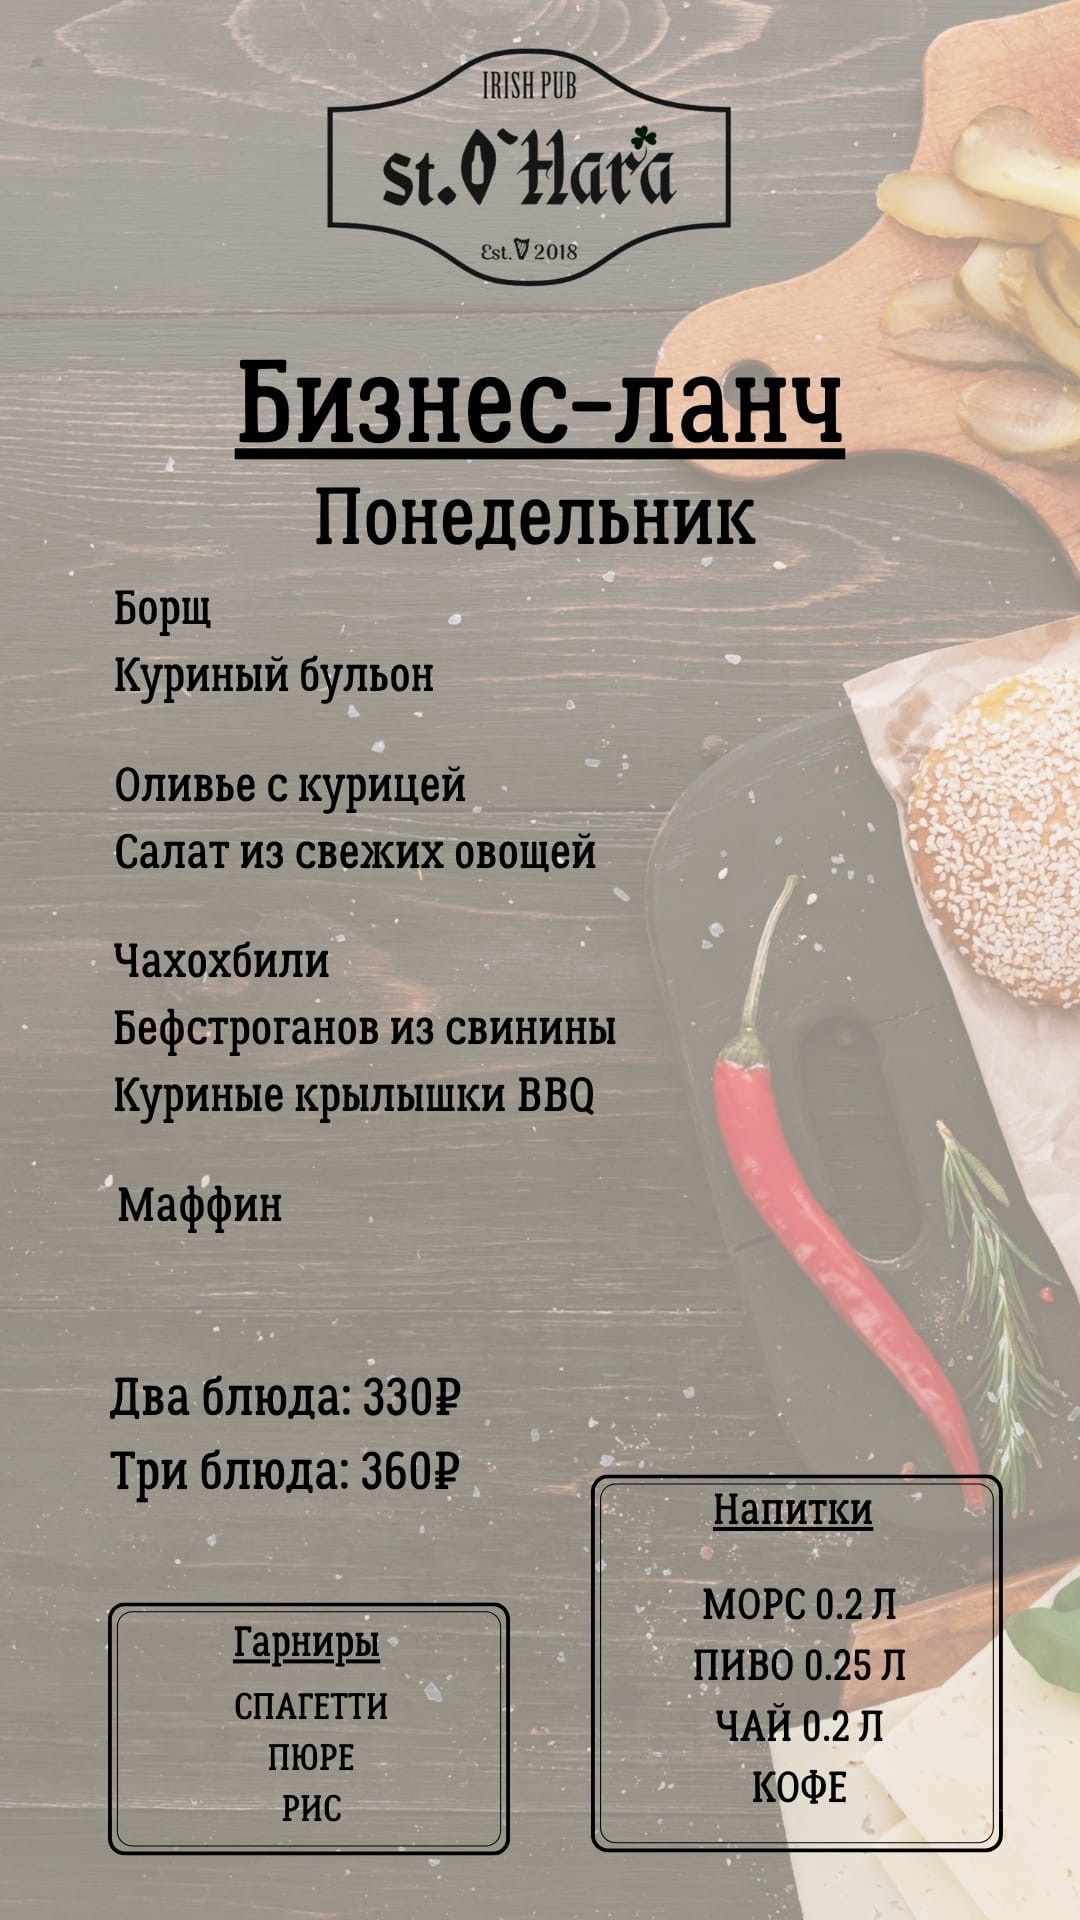 IRISH PUB
st.O`Hara
Est. 2018
Бизнес-ланч
Понедельник
Борщ
Куриный бульон
Оливье с курицей
Салат из свежих овощей
Чахохбили
Бефстроганов из свинины
Куриные крылышки BBQ
Маффин
Два блюда: 330₽
Три блюда: 360₽
Гарниры
СПАГЕТТИ
ПЮРЕ
РИС
Напитки
МОРС 0.2 Л
ПИВО 0.25 Л
ЧАЙ 0.2 Л
КОФЕ